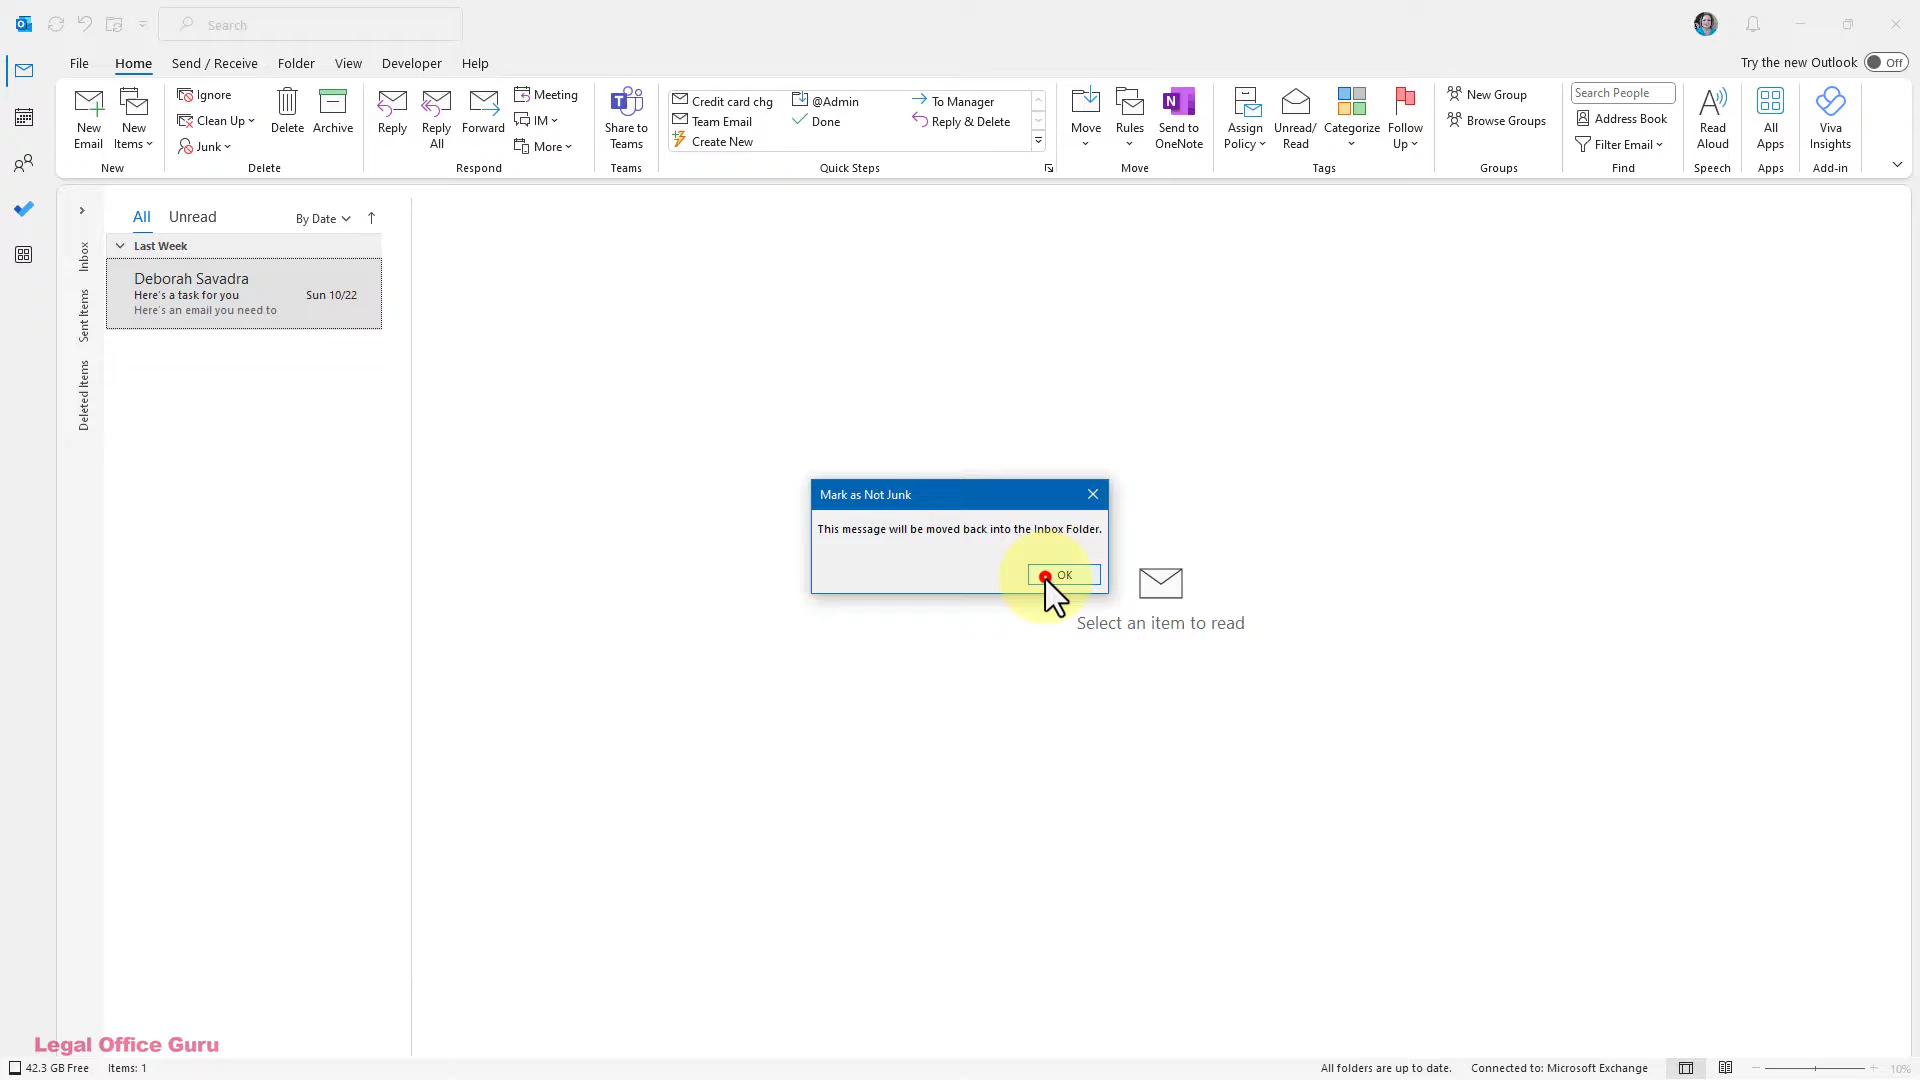 Search
File Home Send / Receive Folder View Developer Help
Try the new Outlook Off
New Email
New Items
New
Ignore
Clean Up
Junk
Delete
Archive
Delete
Reply
Reply All
Forward
Meeting
IM
More
Respond
Share to Teams
Teams
Credit card chg
Team Email
Create New
@Admin
Done
To Manager
Reply & Delete
Quick Steps
Move
Rules
Send to OneNote
Move
Assign Policy
Unread/ Read
Categorize
Follow Up
Tags
New Group
Browse Groups
Groups
Search People
Address Book
Filter Email
Find
Read Aloud
Speech
All Apps
Apps
Viva Insights
Add-in
Inbox
Sent Items
Deleted Items
All Unread By Date
Last Week
Deborah Savadra
Here's a task for you Sun 10/22
Here's an email you need to
Mark as Not Junk
This message will be moved back into the Inbox Folder.
OK
Select an item to read
Legal Office Guru
42.3 GB Free Items: 1 All folders are up to date. Connected to: Microsoft Exchange 10%